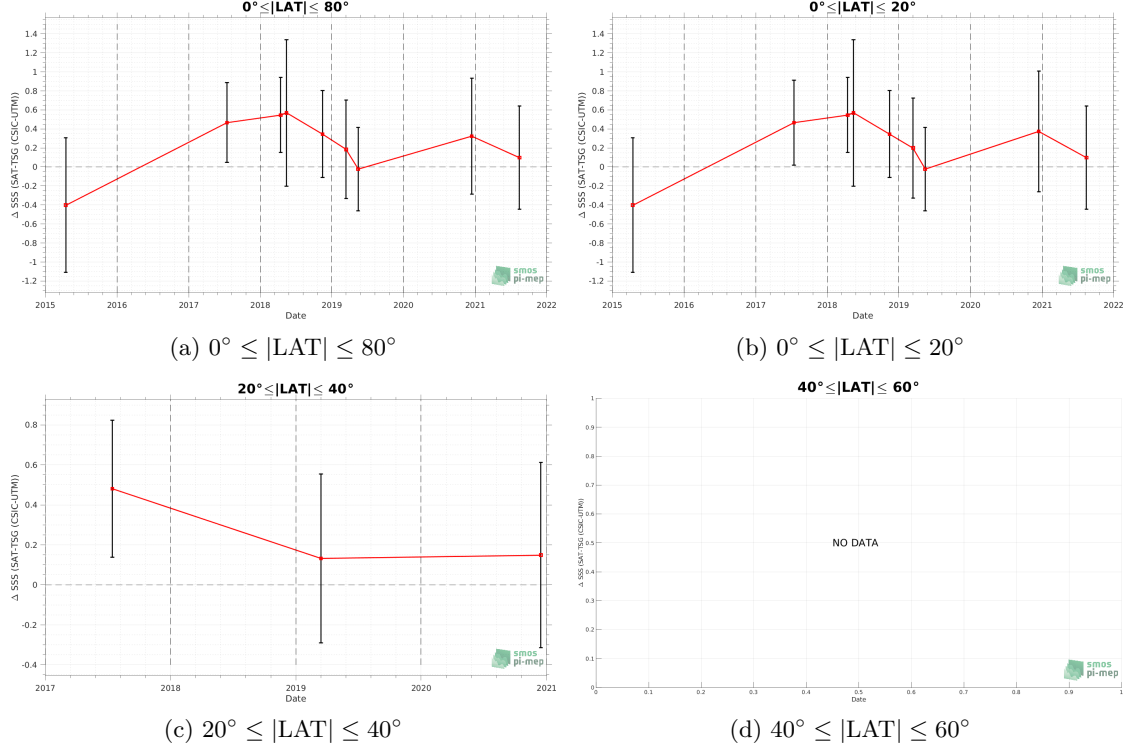 0°≤|LAT|≤ 80°
1.4
1.2
1
0.8
0.6
0.4
0.2
0
-0.2
-0.4
-0.6
-0.8
-1
-1.2
Δ SSS (SAT-TSG (CSIC-UTM))
2015 2016 2017 2018 2019 2020 2021 2022
Date
smos
pi-mep
(a) 0° ≤ |LAT| ≤ 80°
0°≤|LAT|≤ 20°
1.4
1.2
1
0.8
0.6
0.4
0.2
0
-0.2
-0.4
-0.6
-0.8
-1
-1.2
Δ SSS (SAT-TSG (CSIC-UTM))
2015 2016 2017 2018 2019 2020 2021 2022
Date
smos
pi-mep
(b) 0° ≤ |LAT| ≤ 20°
20°≤|LAT|≤ 40°
0.8
0.6
0.4
0.2
0
-0.2
-0.4
Δ SSS (SAT-TSG (CSIC-UTM))
2017 2018 2019 2020 2021
Date
smos
pi-mep
(c) 20° ≤ |LAT| ≤ 40°
40°≤|LAT|≤ 60°
1
0.9
0.8
0.7
0.6
0.5
0.4
0.3
0.2
0.1
0
Δ SSS (SAT-TSG (CSIC-UTM))
NO DATA
0 0.1 0.2 0.3 0.4 0.5 0.6 0.7 0.8 0.9 1
Date
smos
pi-mep
(d) 40° ≤ |LAT| ≤ 60°